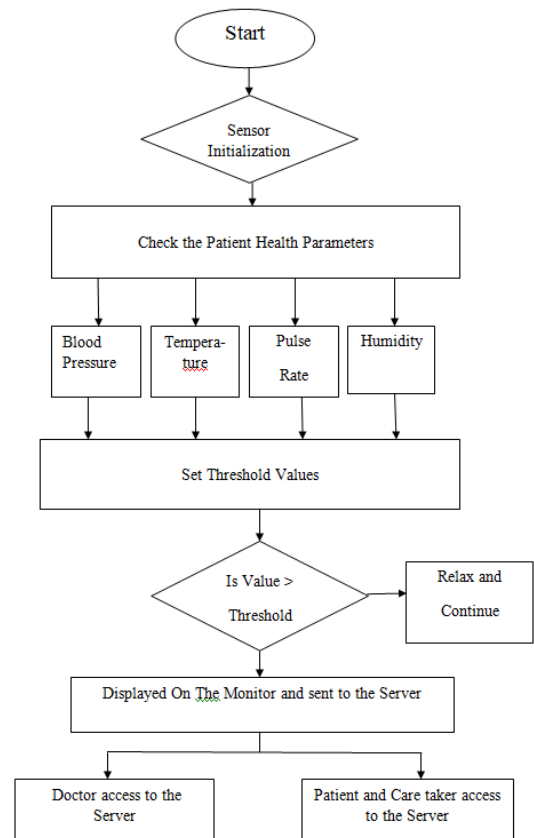 Start
Sensor
Initialization
Check the Patient Health Parameters
Blood
Pressure
Tempera-
ture
Pulse
Rate
Humidity
Set Threshold Values
Is Value >
Threshold
Relax and
Continue
Displayed On The Monitor and sent to the Server
Doctor access to the
Server
Patient and Care taker access
to the Server